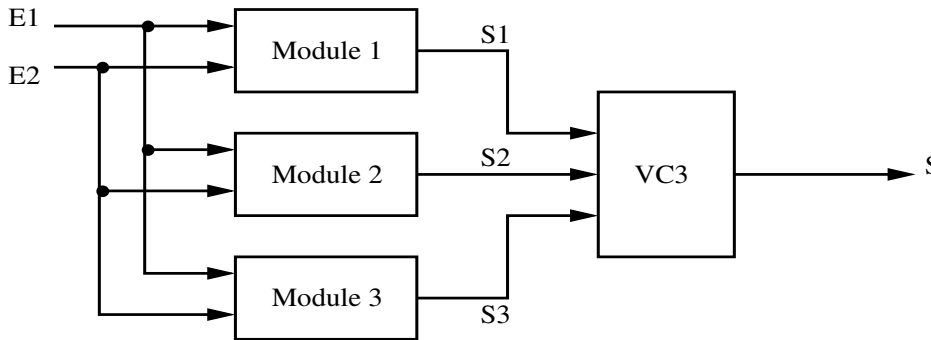 E1
E2
Module 1
S1
Module 2
S2
VC3
S
Module 3
S3